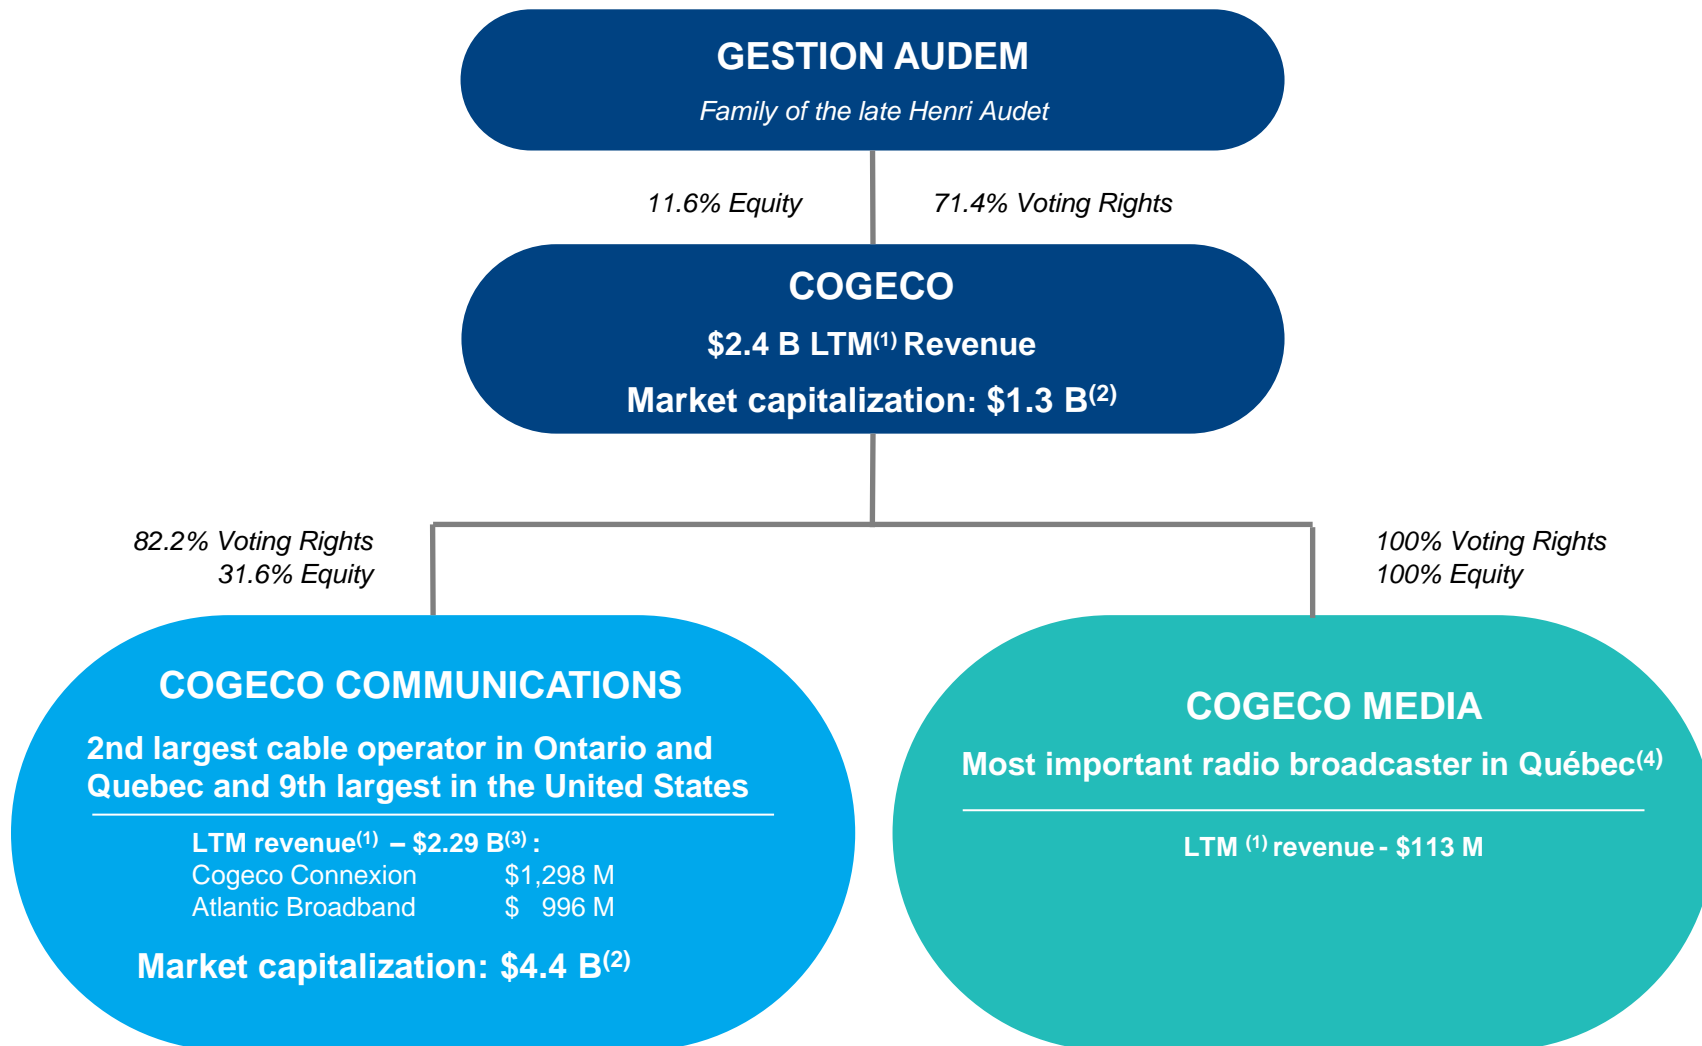 GESTION AUDEM
Family of the late Henri Audet
11.6% Equity
71.4% Voting Rights
COGECO
$2.4 B LTM(1) Revenue
Market capitalization: $1.3 B(2)
82.2% Voting Rights
31.6% Equity
100% Voting Rights
100% Equity
COGECO COMMUNICATIONS
2nd largest cable operator in Ontario and
Quebec and 9th largest in the United States
LTM revenue(1) – $2.29 B(3) :
Cogeco Connexion $1,298 M
Atlantic Broadband $ 996 M
Market capitalization: $4.4 B(2)
COGECO MEDIA
Most important radio broadcaster in Québec(4)
LTM (1) revenue - $113 M